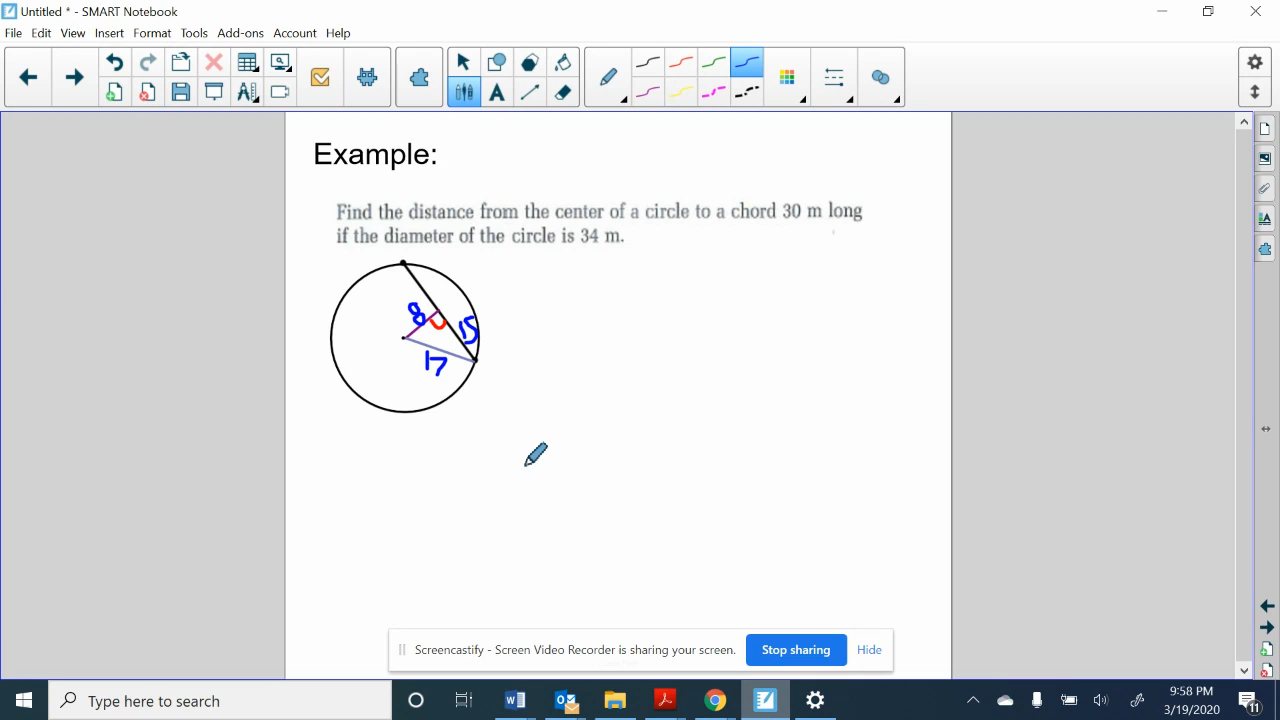 Untitled * - SMART Notebook
File Edit View Insert Format Tools Add-ons Account Help
Example:
Find the distance from the center of a circle to a chord 30 m long
if the diameter of the circle is 34 m.
8
15
17
Screencastify - Screen Video Recorder is sharing your screen. Stop sharing Hide
Type here to search
9:58 PM
3/19/2020
11